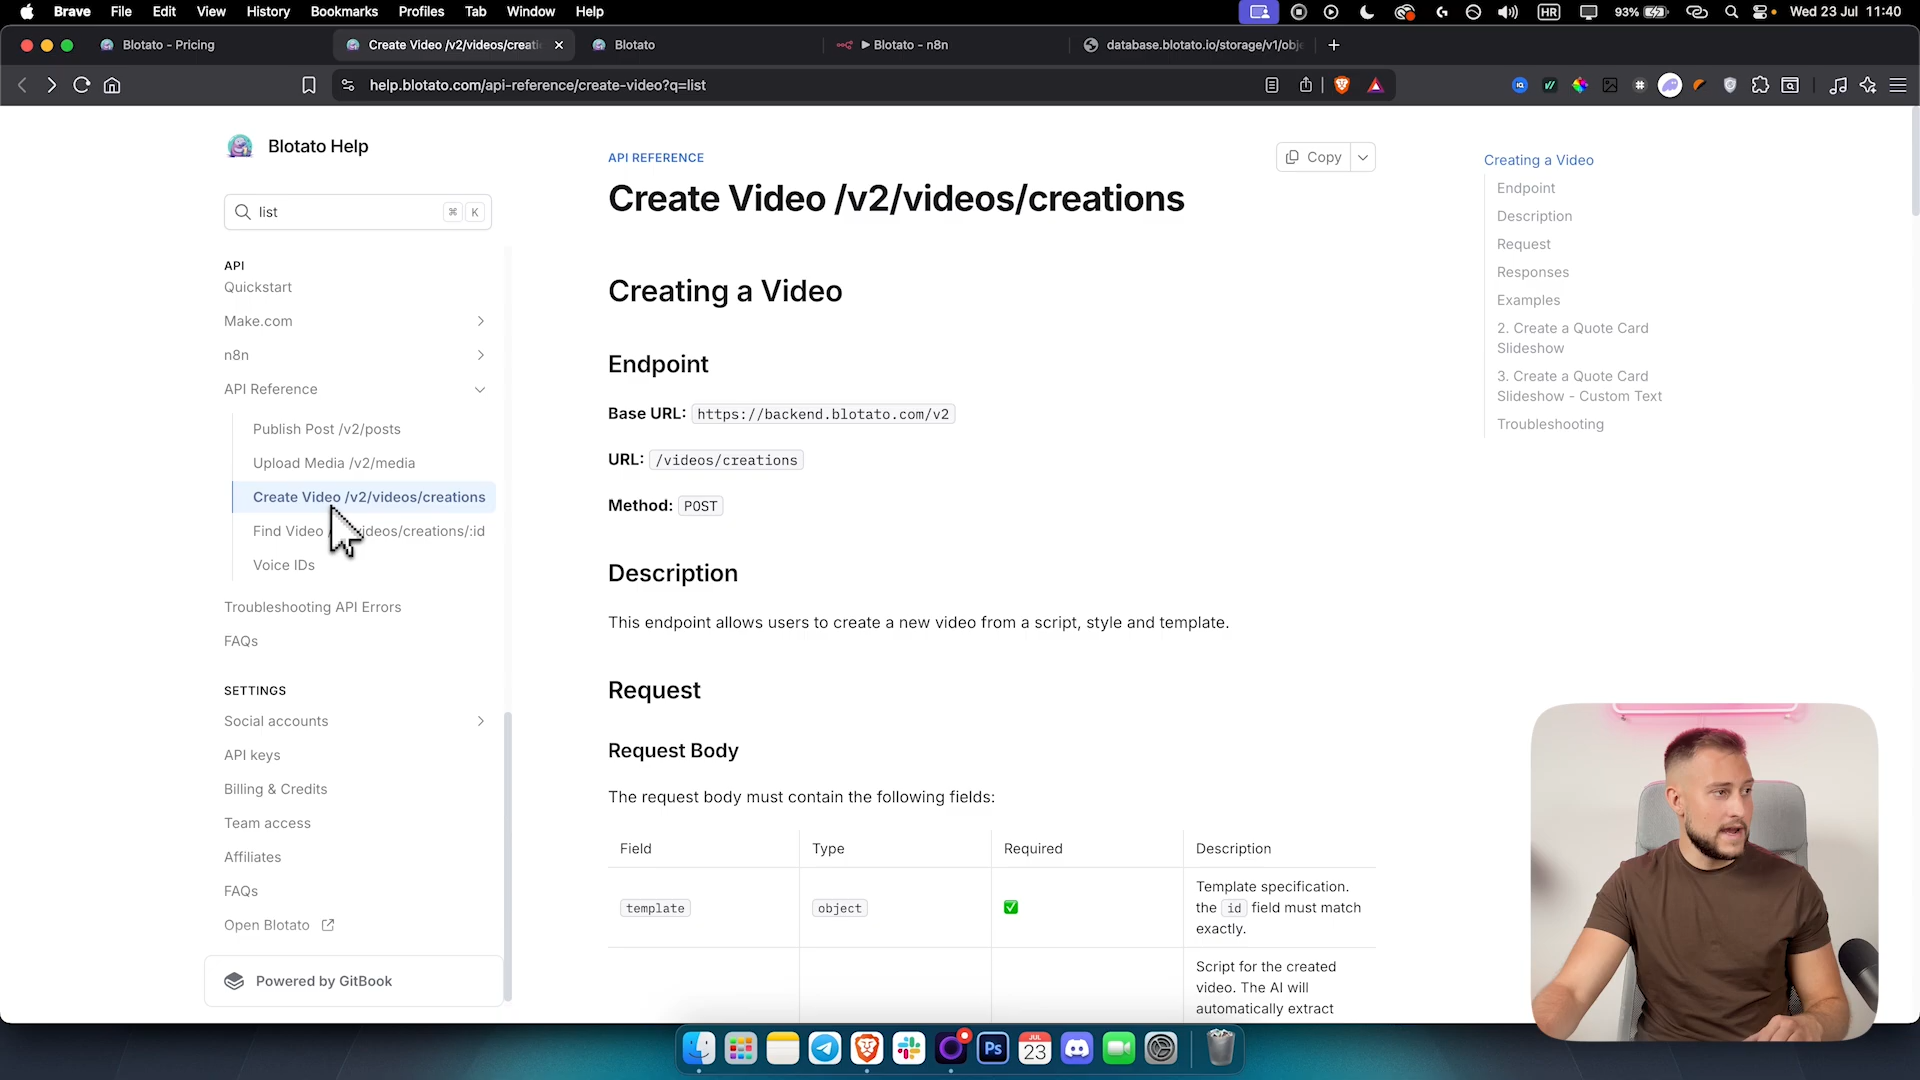 Brave File Edit View History Bookmarks Profiles Tab Window Help
HR 93% Wed 23 Jul 11:40
Blotato - Pricing
Create Video /v2/videos/creati
Blotato
Blotato - n8n
database.blotato.io/storage/v1/obj
help.blotato.com/api-reference/create-video?q=list
Blotato Help
list
⌘ K
API
Quickstart
Make.com
n8n
API Reference
Publish Post /v2/posts
Upload Media /v2/media
Create Video /v2/videos/creations
Find Video ideos/creations/:id
Voice IDs
Troubleshooting API Errors
FAQs
SETTINGS
Social accounts
API keys
Billing & Credits
Team access
Affiliates
FAQs
Open Blotato
Powered by GitBook
API REFERENCE
Copy
Create Video /v2/videos/creations
Creating a Video
Endpoint
Base URL: https://backend.blotato.com/v2
URL: /videos/creations
Method: POST
Description
This endpoint allows users to create a new video from a script, style and template.
Request
Request Body
The request body must contain the following fields:
Field Type Required Description
template object ✅ Template specification.
the id field must match
exactly.
Script for the created
video. The AI will
automatically extract
Creating a Video
Endpoint
Description
Request
Responses
Examples
2. Create a Quote Card
Slideshow
3. Create a Quote Card
Slideshow - Custom Text
Troubleshooting
Ps
JUL
23